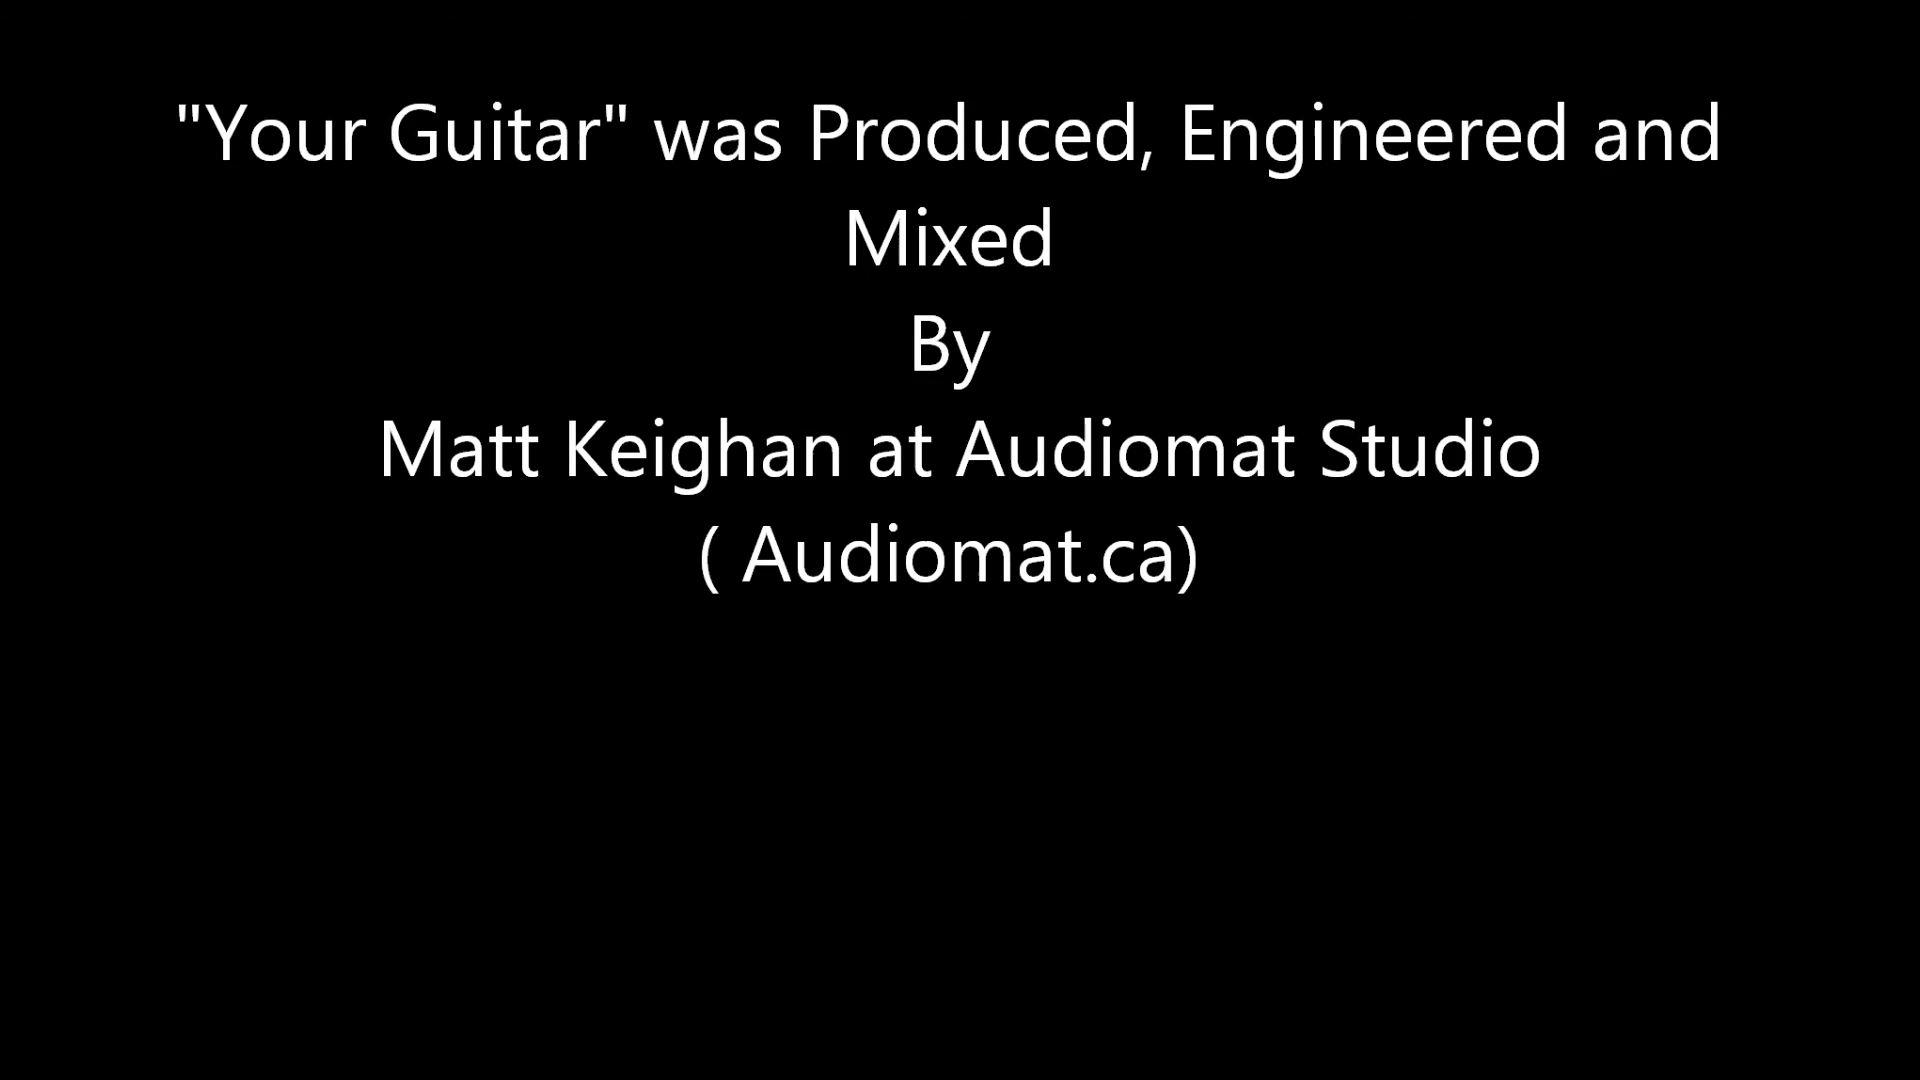 "Your Guitar" was Produced, Engineered and
Mixed
By
Matt Keighan at Audiomat Studio
( Audiomat.ca)